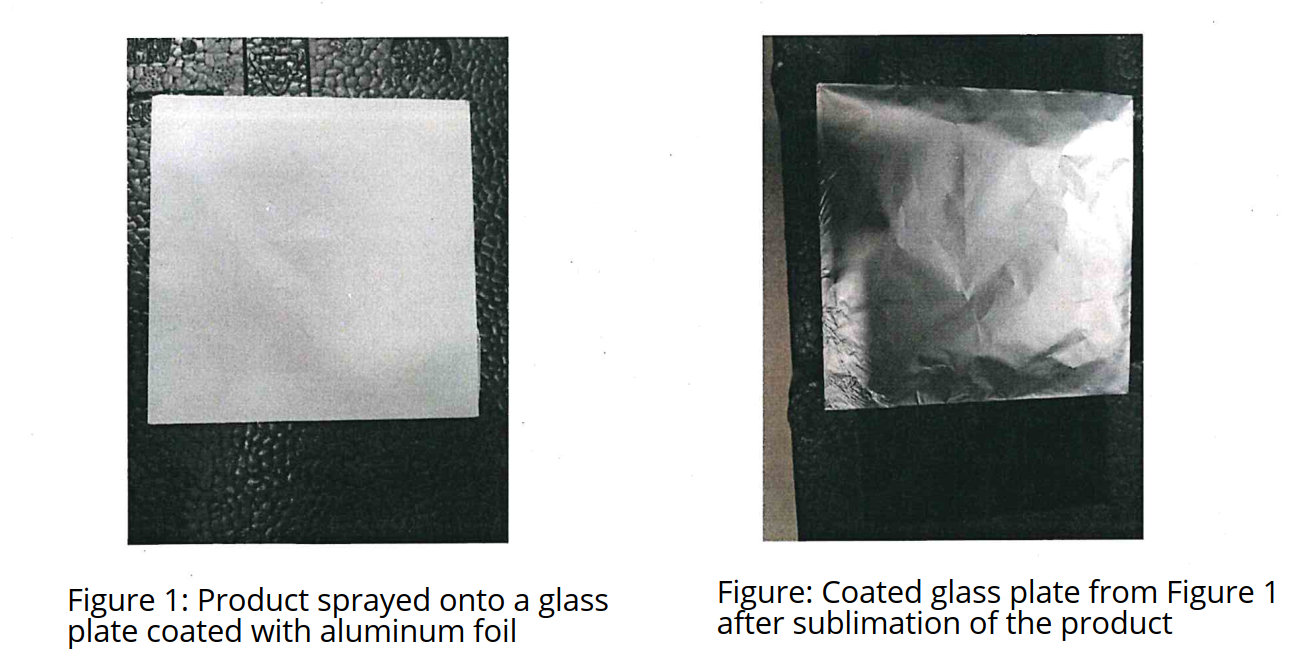 Figure 1: Product sprayed onto a glass
plate coated with aluminum foil
Figure: Coated glass plate from Figure 1
after sublimation of the product